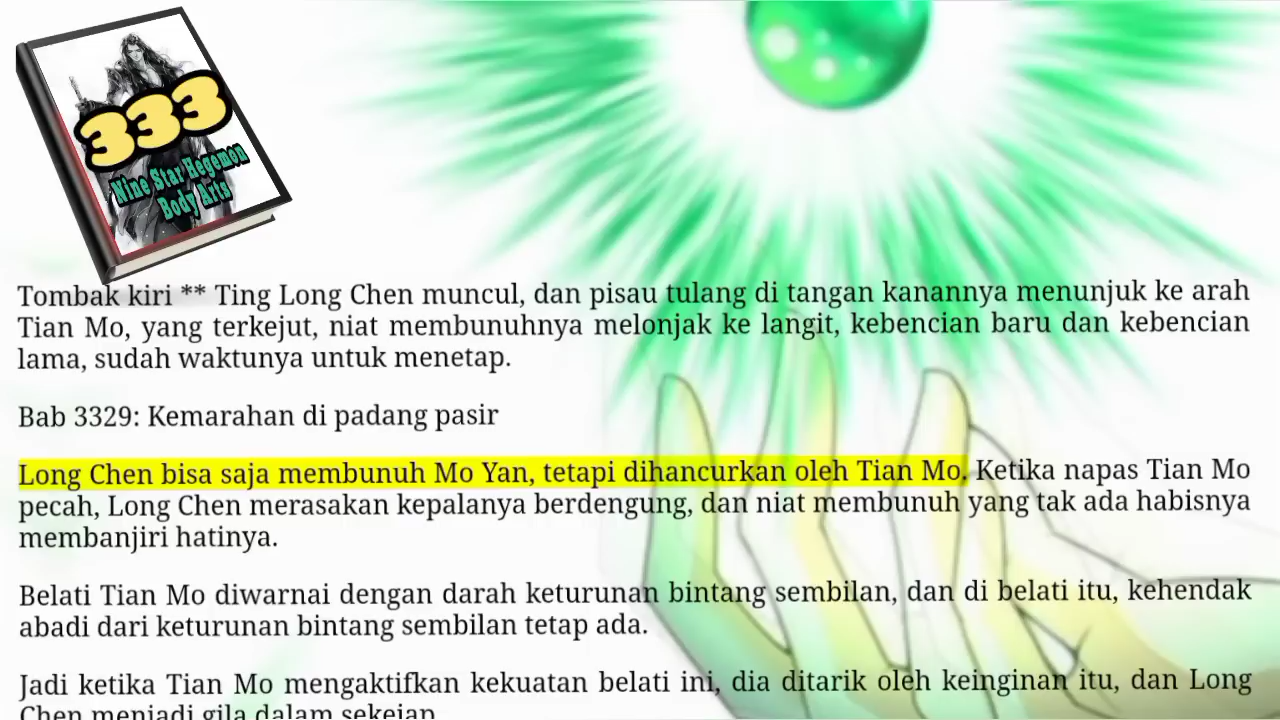 333
Nine Star Hegemon
Body Arts
Tombak kiri ** Ting Long Chen muncul, dan pisau tulang di tangan kanannya menunjuk ke arah
Tian Mo, yang terkejut, niat membunuhnya melonjak ke langit, kebencian baru dan kebencian
lama, sudah waktunya untuk menetap.
Bab 3329: Kemarahan di padang pasir
Long Chen bisa saja membunuh Mo Yan, tetapi dihancurkan oleh Tian Mo. Ketika napas Tian Mo
pecah, Long Chen merasakan kepalanya berdengung, dan niat membunuh yang tak ada habisnya
membanjiri hatinya.
Belati Tian Mo diwarnai dengan darah keturunan bintang sembilan, dan di belati itu, kehendak
abadi dari keturunan bintang sembilan tetap ada.
Jadi ketika Tian Mo mengaktifkan kekuatan belati ini, dia ditarik oleh keinginan itu, dan Long
Chen menjadi gila dalam sekejap